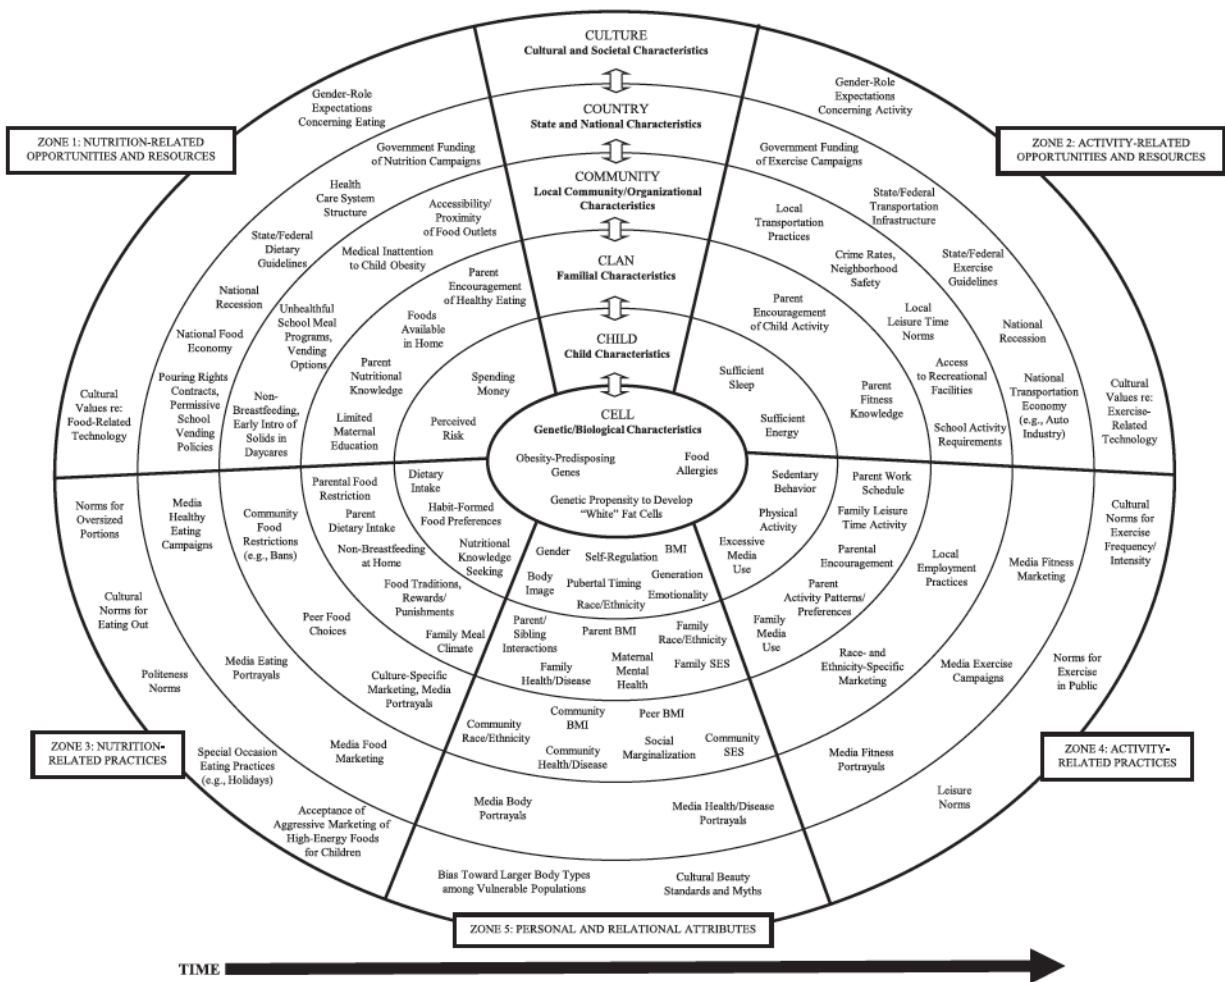 CULTURE
Cultural and Societal Characteristics
COUNTRY
State and National Characteristics
COMMUNITY
Local Community/Organizational
Characteristics
CLAN
Familial Characteristics
CHILD
Child Characteristics
CELL
Genetic/Biological Characteristics
Obesity-Predisposing
Genes
Food
Allergies
Genetic Propensity to Develop
“White” Fat Cells
ZONE 1: NUTRITION-RELATED
OPPORTUNITIES AND RESOURCES
Gender-Role
Expectations
Concerning Eating
Government Funding
of Nutrition Campaigns
Health
Care System
Structure
Accessibility/
Proximity
of Food Outlets
State/Federal
Dietary
Guidelines
Medical Inattention
to Child Obesity
Parent
Encouragement
of Healthy Eating
National
Recession
Unhealthful
School Meal
Programs,
Vending
Options
Foods
Available
in Home
National Food
Economy
Parent
Nutritional
Knowledge
Spending
Money
Cultural
Values re:
Food-Related
Technology
Pouring Rights
Contracts,
Permissive
School
Vending
Policies
Non-
Breastfeeding,
Early Intro of
Solids in
Daycares
Limited
Maternal
Education
Perceived
Risk
ZONE 2: ACTIVITY-RELATED
OPPORTUNITIES AND RESOURCES
Gender-Role
Expectations
Concerning Activity
Government Funding
of Exercise Campaigns
State/Federal
Transportation
Infrastructure
Local
Transportation
Practices
Crime Rates,
Neighborhood
Safety
State/Federal
Exercise
Guidelines
Parent
Encouragement
of Child Activity
Local
Leisure Time
Norms
National
Recession
Sufficient
Sleep
Access
to Recreational
Facilities
Parent
Fitness
Knowledge
National
Transportation
Economy
(e.g., Auto
Industry)
Cultural
Values re:
Exercise-
Related
Technology
Sufficient
Energy
School Activity
Requirements
ZONE 3: NUTRITION-
RELATED PRACTICES
Norms for
Oversized
Portions
Media
Healthy
Eating
Campaigns
Community
Food
Restrictions
(e.g., Bans)
Parental Food
Restriction
Parent
Dietary Intake
Dietary
Intake
Habit-Formed
Food Preferences
Non-Breastfeeding
at Home
Nutritional
Knowledge
Seeking
Food Traditions,
Rewards/
Punishments
Cultural
Norms for
Eating Out
Peer Food
Choices
Family Meal
Climate
Politeness
Norms
Media Eating
Portrayals
Culture-Specific
Marketing, Media
Portrayals
Special Occasion
Eating Practices
(e.g., Holidays)
Media Food
Marketing
Acceptance of
Aggressive Marketing of
High-Energy Foods
for Children
ZONE 4: ACTIVITY-
RELATED PRACTICES
Sedentary
Behavior
Parent Work
Schedule
Physical
Activity
Family Leisure
Time Activity
Excessive
Media
Use
Parental
Encouragement
Local
Employment
Practices
Media Fitness
Marketing
Cultural
Norms for
Exercise
Frequency/
Intensity
Parent
Activity Patterns/
Preferences
Family
Media
Use
Race- and
Ethnicity-Specific
Marketing
Media Exercise
Campaigns
Norms for
Exercise
in Public
Media Fitness
Portrayals
Leisure
Norms
Gender
Self-Regulation
BMI
Body
Image
Pubertal Timing
Generation
Emotionality
Race/Ethnicity
Parent/
Sibling
Interactions
Parent BMI
Family
Race/Ethnicity
Family
Health/Disease
Maternal
Mental
Health
Family SES
Community
Race/Ethnicity
Community
BMI
Peer BMI
Community
Health/Disease
Social
Marginalization
Community
SES
Media Body
Portrayals
Media Health/Disease
Portrayals
Bias Toward Larger Body Types
among Vulnerable Populations
Cultural Beauty
Standards and Myths
ZONE 5: PERSONAL AND RELATIONAL ATTRIBUTES
TIME